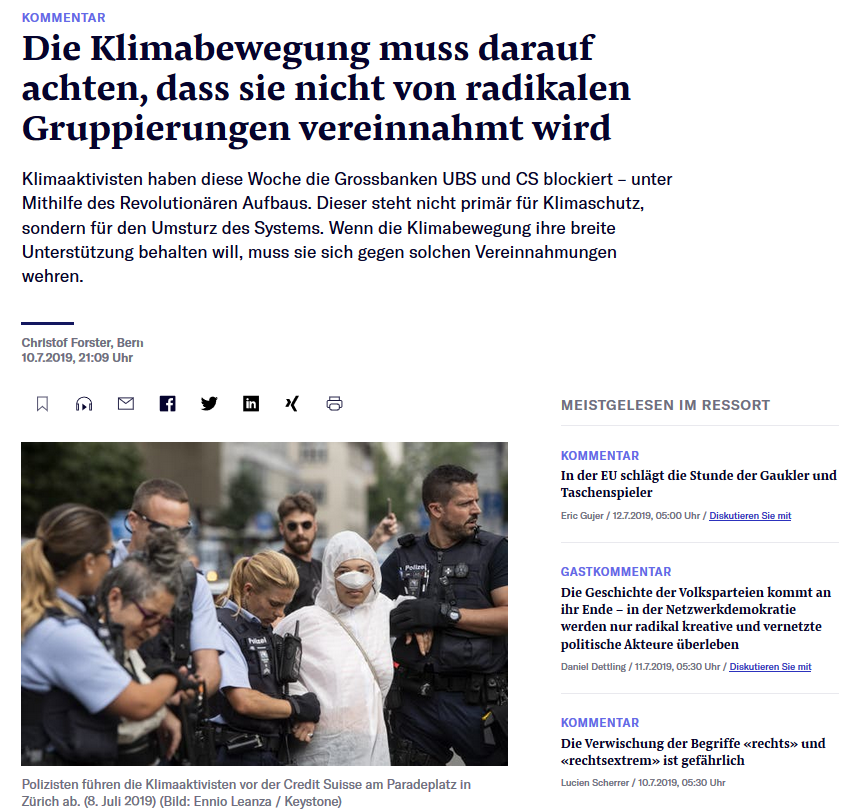 KOMMENTAR
Die Klimabewegung muss darauf
achten, dass sie nicht von radikalen
Gruppierungen vereinnahmt wird
Klimaaktivisten haben diese Woche die Grossbanken UBS und CS blockiert – unter
Mithilfe des Revolutionären Aufbaus. Dieser steht nicht primär für Klimaschutz,
sondern für den Umsturz des Systems. Wenn die Klimabewegung ihre breite
Unterstützung behalten will, muss sie sich gegen solchen Vereinnahmungen
wehren.
Christof Forster, Bern
10.7.2019, 21:09 Uhr
Polizei
Polizei
Polizisten führen die Klimaaktivisten vor der Credit Suisse am Paradeplatz in
Zürich ab. (8. Juli 2019) (Bild: Ennio Leanza / Keystone)
MEISTGELESEN IM RESSORT
KOMMENTAR
In der EU schlägt die Stunde der Gaukler und
Taschenspieler
Eric Gujer / 12.7.2019, 05:00 Uhr / Diskutieren Sie mit
GASTKOMMENTAR
Die Geschichte der Volksparteien kommt an
ihr Ende – in der Netzwerkdemokratie
werden nur radikal kreative und vernetzte
politische Akteure überleben
Daniel Dettling / 11.7.2019, 05:30 Uhr / Diskutieren Sie mit
KOMMENTAR
Die Verwischung der Begriffe «rechts» und
«rechtsextrem» ist gefährlich
Lucien Scherrer / 10.7.2019, 05:30 Uhr